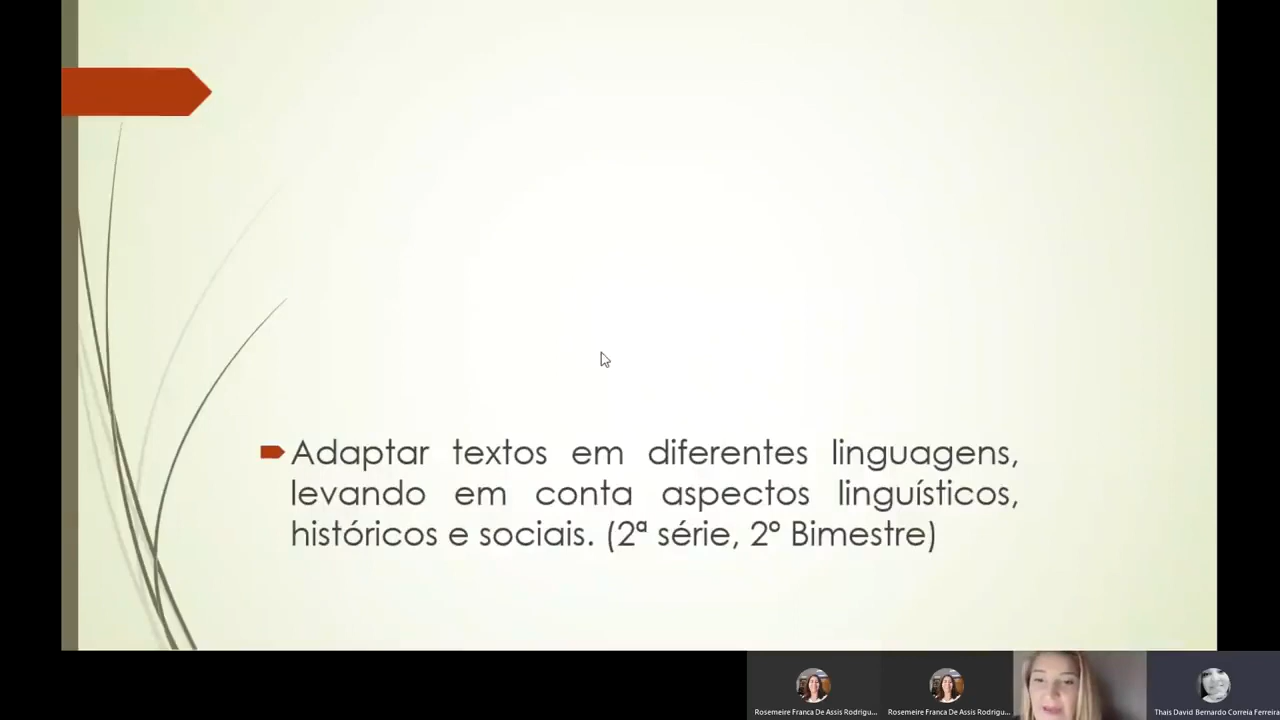 Adaptar textos em diferentes linguagens,
levando em conta aspectos linguísticos,
históricos e sociais. (2ª série, 2º Bimestre)
Rosemeire Franca De Assis Rodrigu...
Rosemeire Franca De Assis Rodrigu...
Thais David Bernardo Correia Ferreira